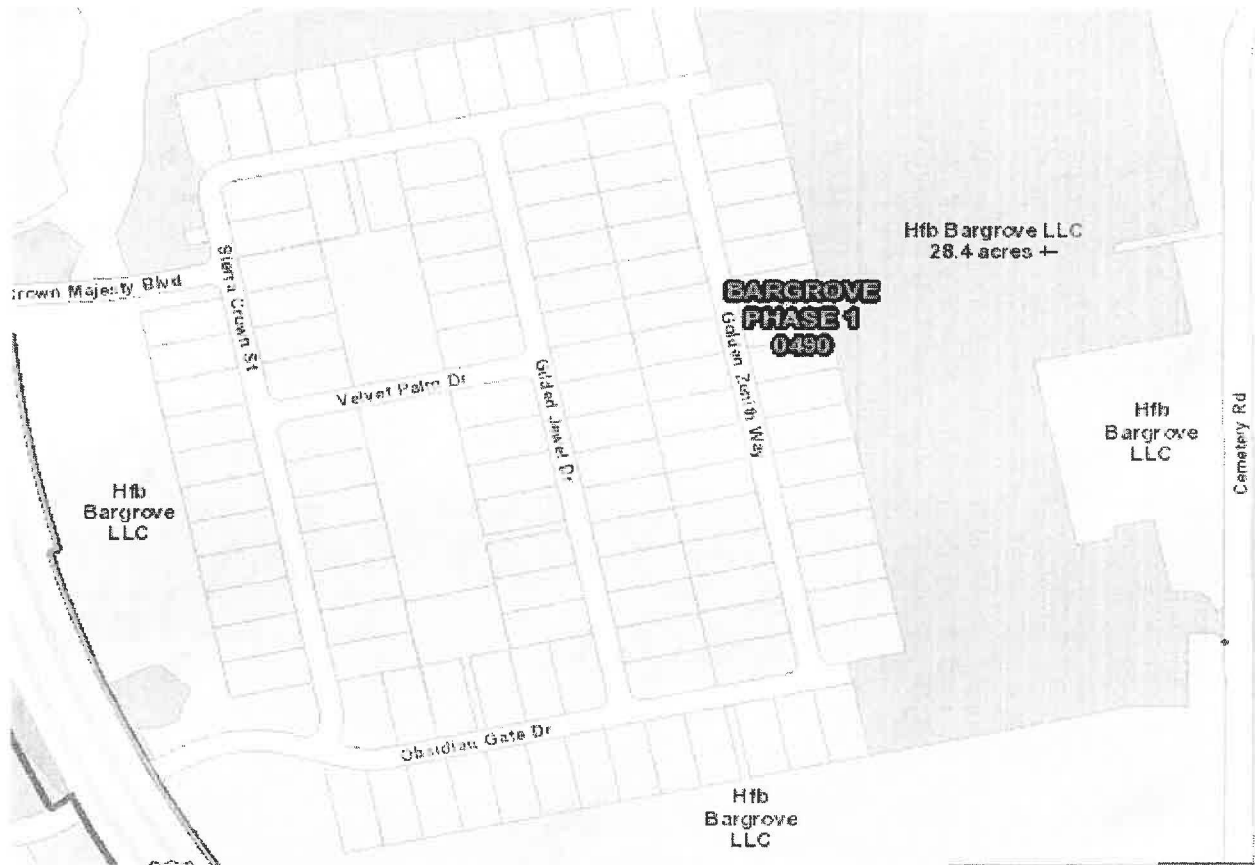 Hfb Bargrove LLC
28.4 acres +-
Sierra Crown St
Crown Majesty Blvd
BARGROVE
PHASE 1
0490
Golden Zenith Way
Velvet Palm Dr
Gilded Jewel Dr
Hfb
Bargrove
LLC
Cemetery Rd
Hfb
Bargrove
LLC
Obsidian Gate Dr
Hfb
Bargrove
LLC